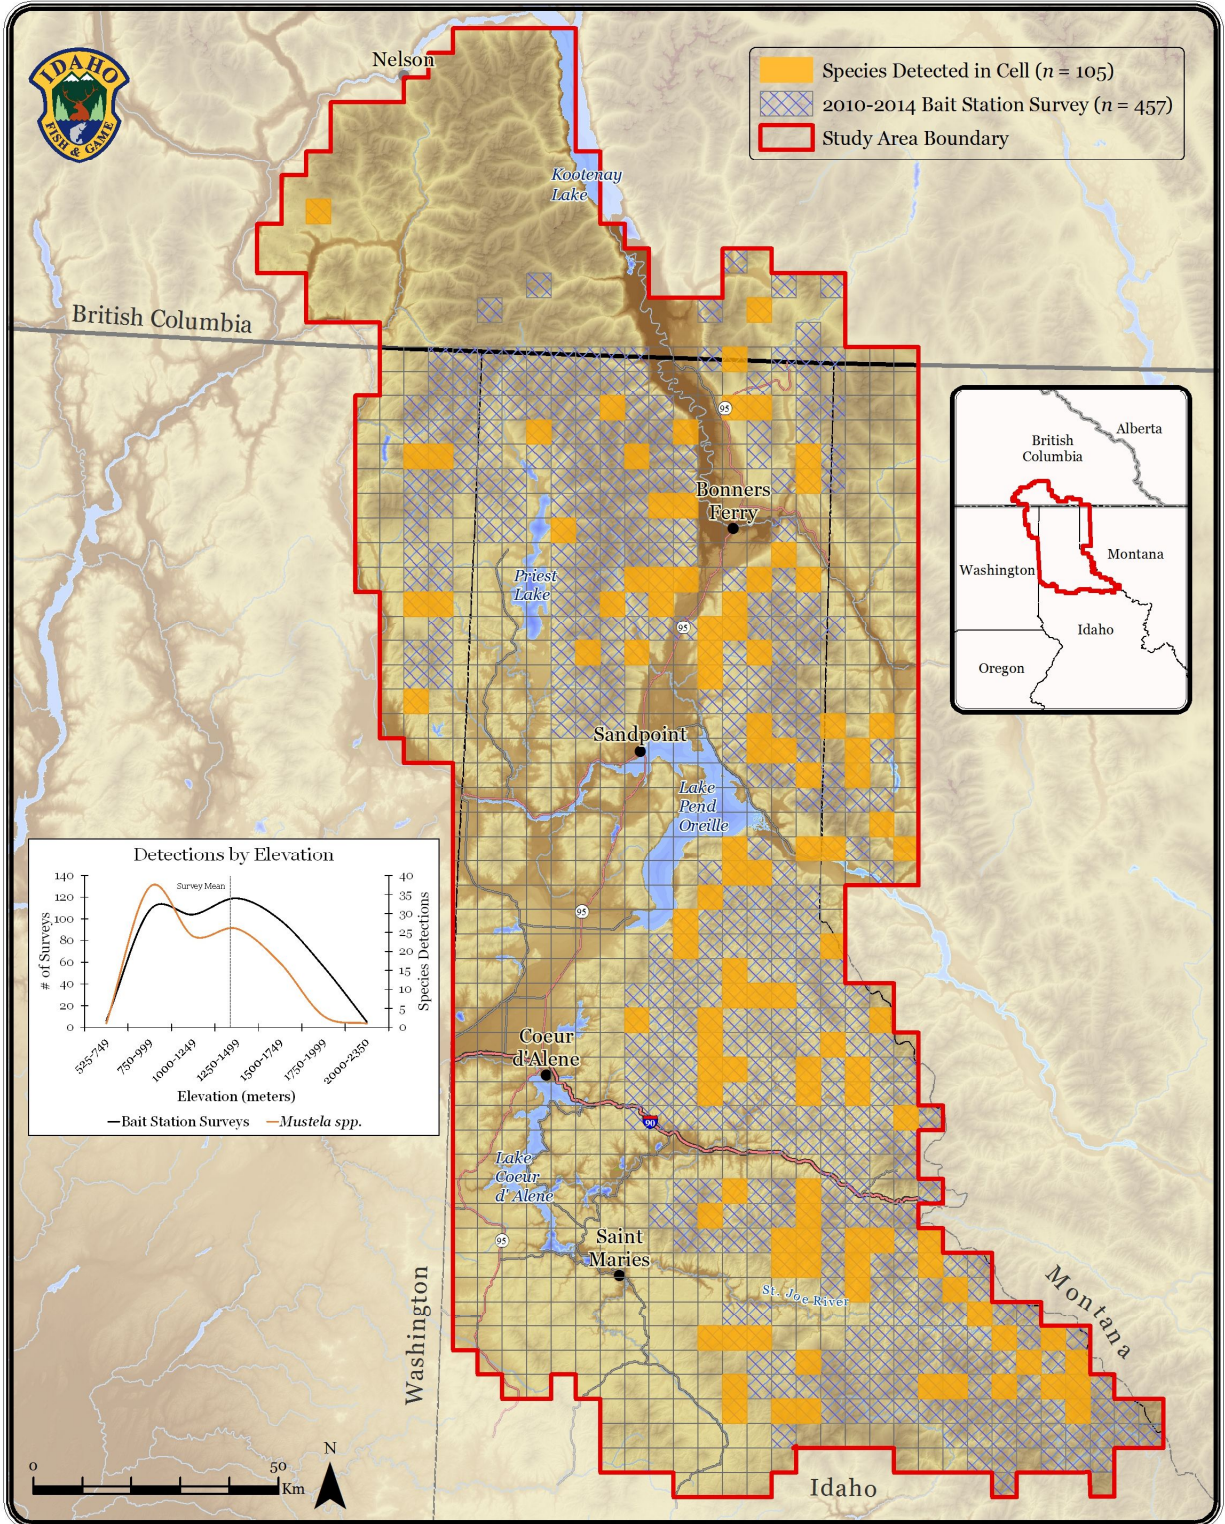 IDAHO
FISH & GAME
Nelson
Species Detected in Cell (n = 105)
2010-2014 Bait Station Survey (n = 457)
Study Area Boundary
Kootenay
Lake
British Columbia
95
Bonners
Ferry
Priest
Lake
95
Sandpoint
Lake
Pend
Oreille
95
Coeur
d'Alene
90
Lake
Coeur
d' Alene
95
Saint
Maries
St. Joe River
Washington
Montana
Idaho
Alberta
British
Columbia
Washington
Montana
Idaho
Oregon
Detections by Elevation
Survey Mean
# of Surveys
140
120
100
80
60
40
20
0
Species Detections
40
35
30
25
20
15
10
5
0
525-749
750-999
1000-1249
1250-1499
1500-1749
1750-1999
2000-2350
Elevation (meters)
Bait Station Surveys
Mustela spp.
0
50
Km
N